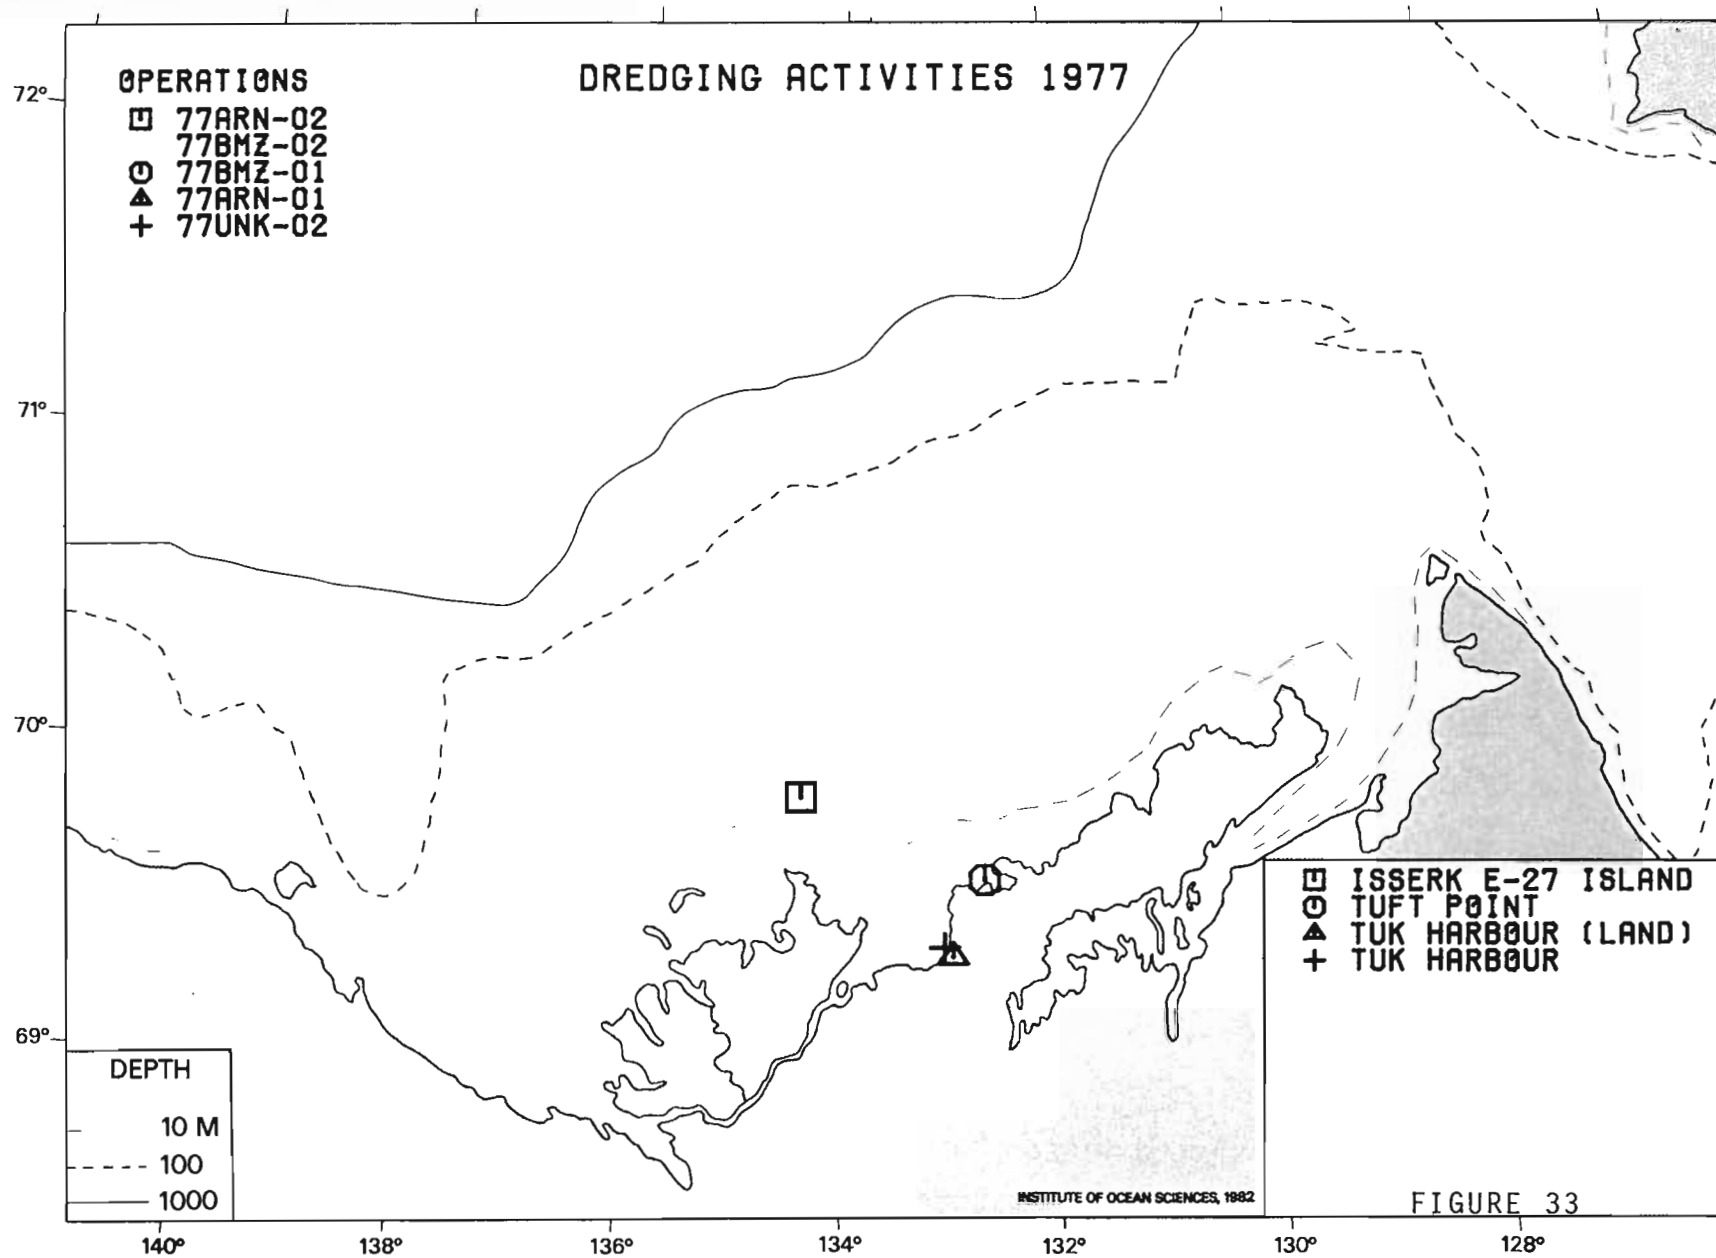 DREDGING ACTIVITIES 1977
OPERATIONS
77ARN-02
77BMZ-02
77BMZ-01
77ARN-01
77UNK-02
72°
71°
70°
69°
ISSERK E-27 ISLAND
TUFT POINT
TUK HARBOUR (LAND)
TUK HARBOUR
DEPTH
10 M
100
1000
INSTITUTE OF OCEAN SCIENCES, 1982
FIGURE 33
140° 138° 136° 134° 132° 130° 128°